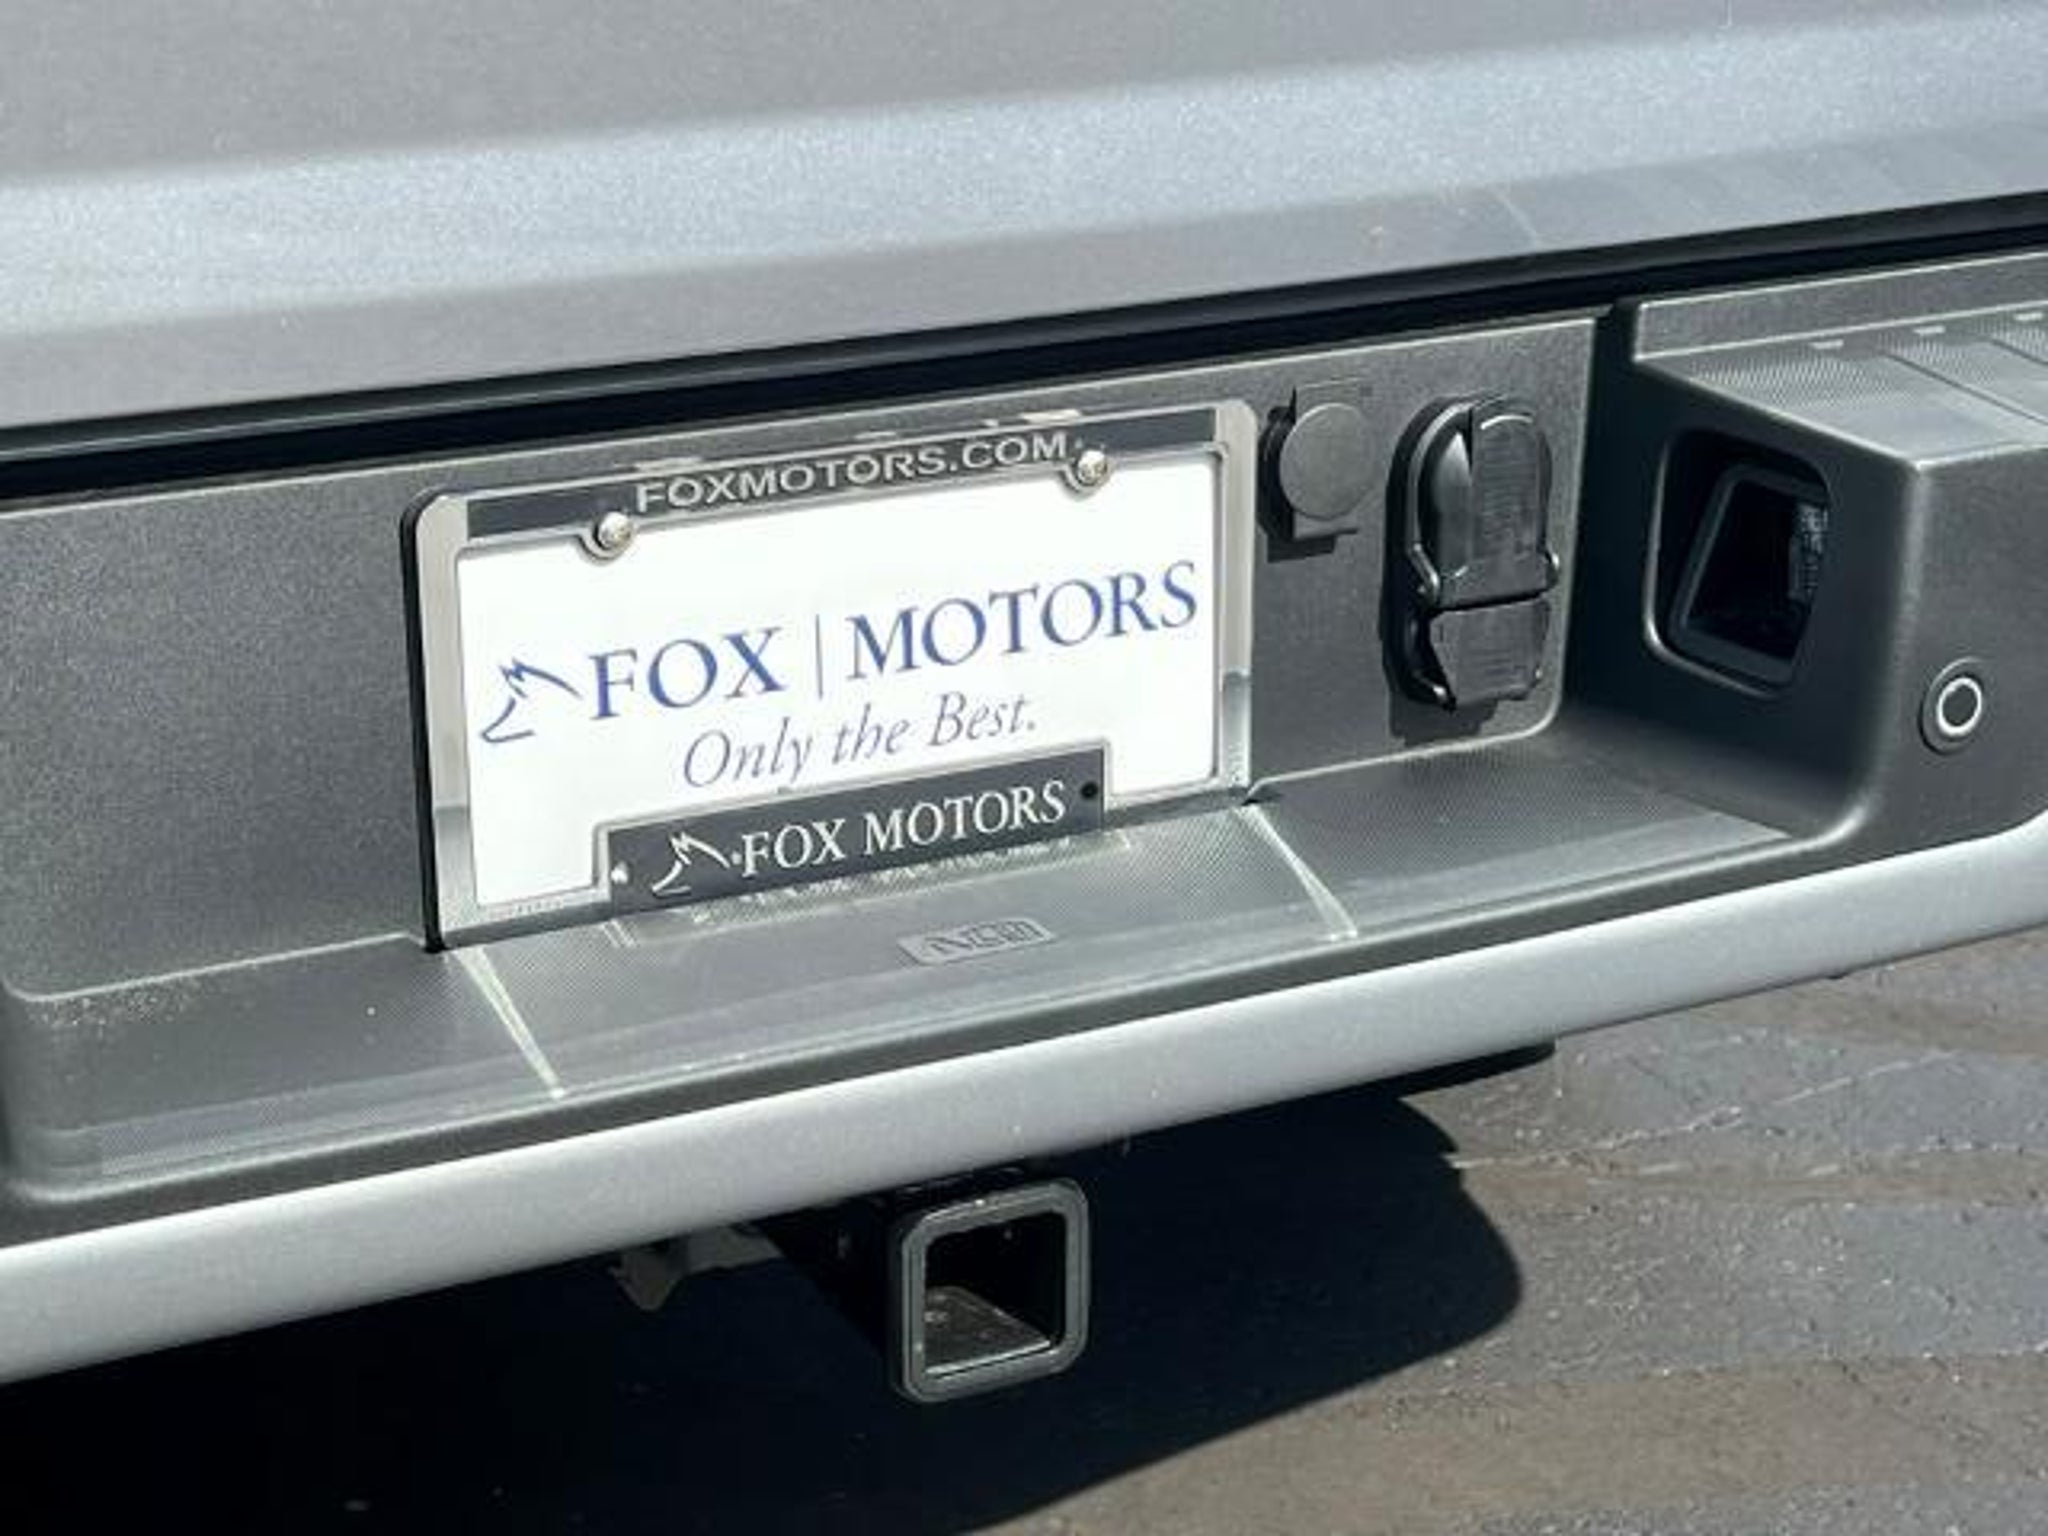 FOXMOTORS.COM
FOX | MOTORS
Only the Best.
FOX MOTORS